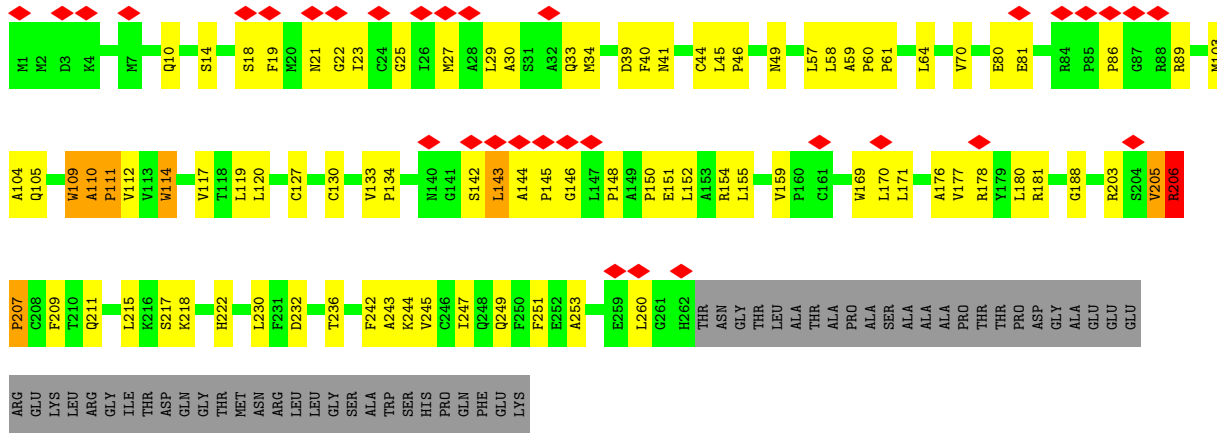 M1 M2 D3 K4 M7 Q10 S14 S18 F19 M20 N21 G22 I23 C24 G25 I26 M27 A28 L29 A30 S31 A32 Q33 M34 D39 F40 N41 C44 L45 P46 N49 L57 L58 A59 P60 P61 L64 V70 E80 E81 R84 P85 P86 G87 R88 R89 M103
A104 Q105 W109 A110 P111 V112 V113 W114 V117 T118 L119 L120 C127 C130 V133 P134 N140 G141 S142 L143 A144 P145 G146 L147 P148 A149 P150 E151 L152 A153 R154 L155 V159 P160 C161 W169 L170 L171 A176 V177 R178 Y179 L180 R181 G188 R203 S204 V205 R206
P207 C208 F209 T210 Q211 L215 K216 S217 K218 H222 L230 F231 D232 T236 F242 A243 K244 V245 C246 I247 Q248 Q249 F250 F251 E252 A253 E259 L260 G261 H262 THR ASN GLY THR LEU ALA THR ALA PRO ALA SER ALA ALA ALA PRO THR THR PRO ASP GLY ALA GLU GLU GLU
ARG GLU LYS LEU ARG GLY ILE THR ASP GLN GLY THR MET ASN ARG LEU LEU GLY SER ALA TRP SER HIS PRO GLN PHE GLU LYS